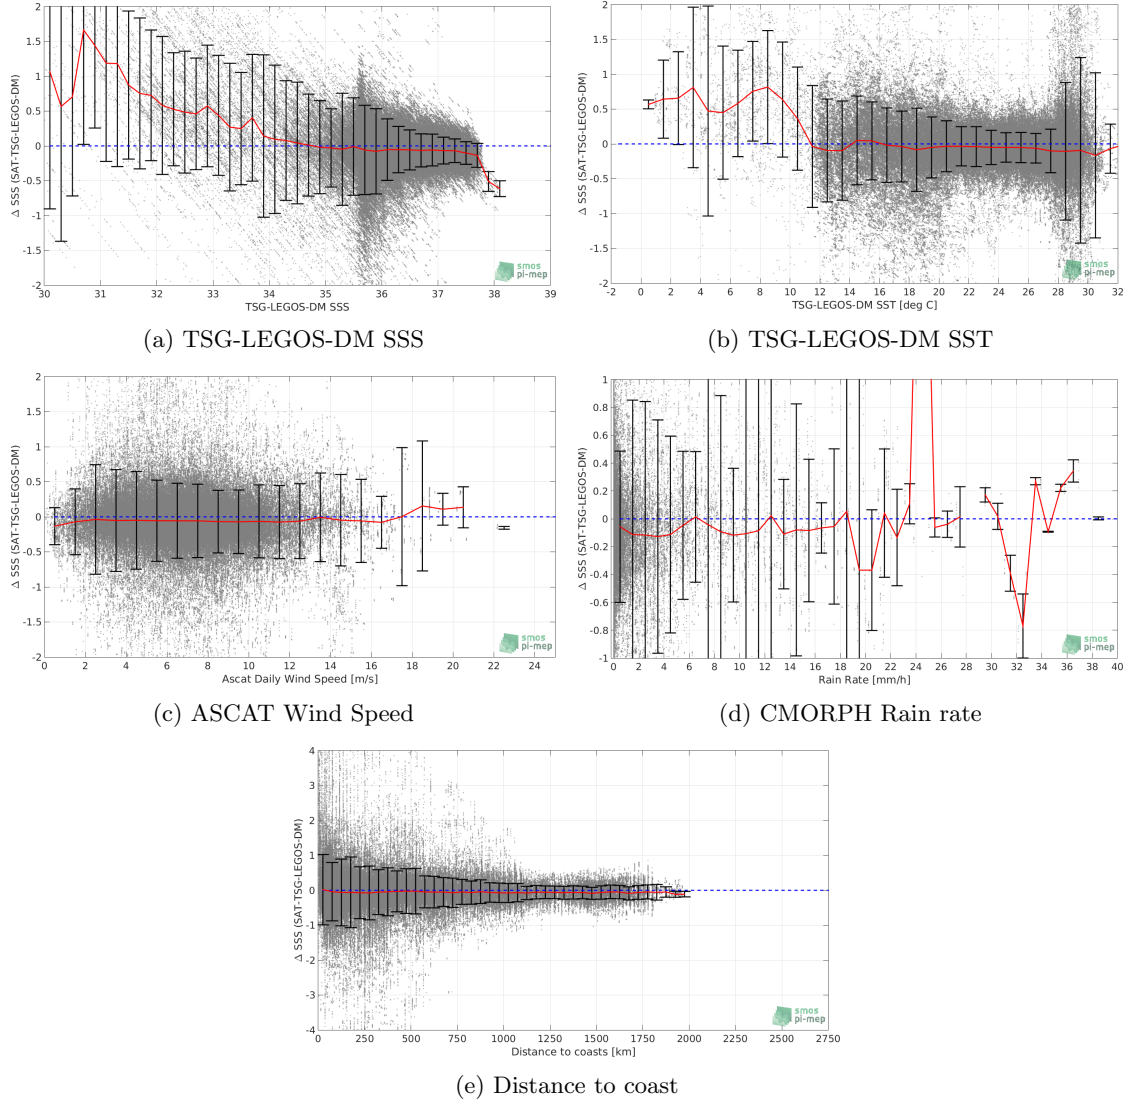 Δ SSS (SAT-TSG-LEGOS-DM)
2
1.5
1
0.5
0
-0.5
-1
-1.5
-2
30 31 32 33 34 35 36 37 38 39
TSG-LEGOS-DM SSS
smos
pi-mep
(a) TSG-LEGOS-DM SSS
Δ SSS (SAT-TSG-LEGOS-DM)
2
1.5
1
0.5
0
-0.5
-1
-1.5
-2
-2 0 2 4 6 8 10 12 14 16 18 20 22 24 26 28 30 32
TSG-LEGOS-DM SST [deg C]
smos
pi-mep
(b) TSG-LEGOS-DM SST
Δ SSS (SAT-TSG-LEGOS-DM)
2
1.5
1
0.5
0
-0.5
-1
-1.5
-2
0 2 4 6 8 10 12 14 16 18 20 22 24
Ascat Daily Wind Speed [m/s]
smos
pi-mep
(c) ASCAT Wind Speed
Δ SSS (SAT-TSG-LEGOS-DM)
1
0.8
0.6
0.4
0.2
0
-0.2
-0.4
-0.6
-0.8
-1
0 2 4 6 8 10 12 14 16 18 20 22 24 26 28 30 32 34 36 38 40
Rain Rate [mm/h]
smos
pi-mep
(d) CMORPH Rain rate
Δ SSS (SAT-TSG-LEGOS-DM)
4
3
2
1
0
-1
-2
-3
-4
0 250 500 750 1000 1250 1500 1750 2000 2250 2500 2750
Distance to coasts [km]
smos
pi-mep
(e) Distance to coast